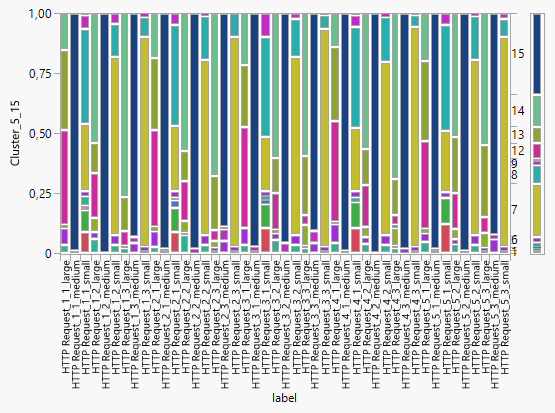 Cluster_5_15
1,00
0,75
0,50
0,25
0
15
14
13
12
9
8
7
6
HTTP Request_1_1_large
HTTP Request_1_1_medium
HTTP Request_1_1_small
HTTP Request_1_2_large
HTTP Request_1_2_medium
HTTP Request_1_2_small
HTTP Request_1_3_large
HTTP Request_1_3_medium
HTTP Request_1_3_small
HTTP Request_2_1_large
HTTP Request_2_1_medium
HTTP Request_2_1_small
HTTP Request_2_2_large
HTTP Request_2_2_medium
HTTP Request_2_2_small
HTTP Request_2_3_large
HTTP Request_2_3_medium
HTTP Request_2_3_small
HTTP Request_3_1_large
HTTP Request_3_1_medium
HTTP Request_3_1_small
HTTP Request_3_2_large
HTTP Request_3_2_medium
HTTP Request_3_2_small
HTTP Request_3_3_large
HTTP Request_3_3_medium
HTTP Request_3_3_small
HTTP Request_4_1_large
HTTP Request_4_1_medium
HTTP Request_4_1_small
HTTP Request_4_2_large
HTTP Request_4_2_medium
HTTP Request_4_2_small
HTTP Request_4_3_large
HTTP Request_4_3_medium
HTTP Request_4_3_small
HTTP Request_5_1_large
HTTP Request_5_1_medium
HTTP Request_5_1_small
HTTP Request_5_2_large
HTTP Request_5_2_medium
HTTP Request_5_2_small
HTTP Request_5_3_large
HTTP Request_5_3_medium
HTTP Request_5_3_small
label